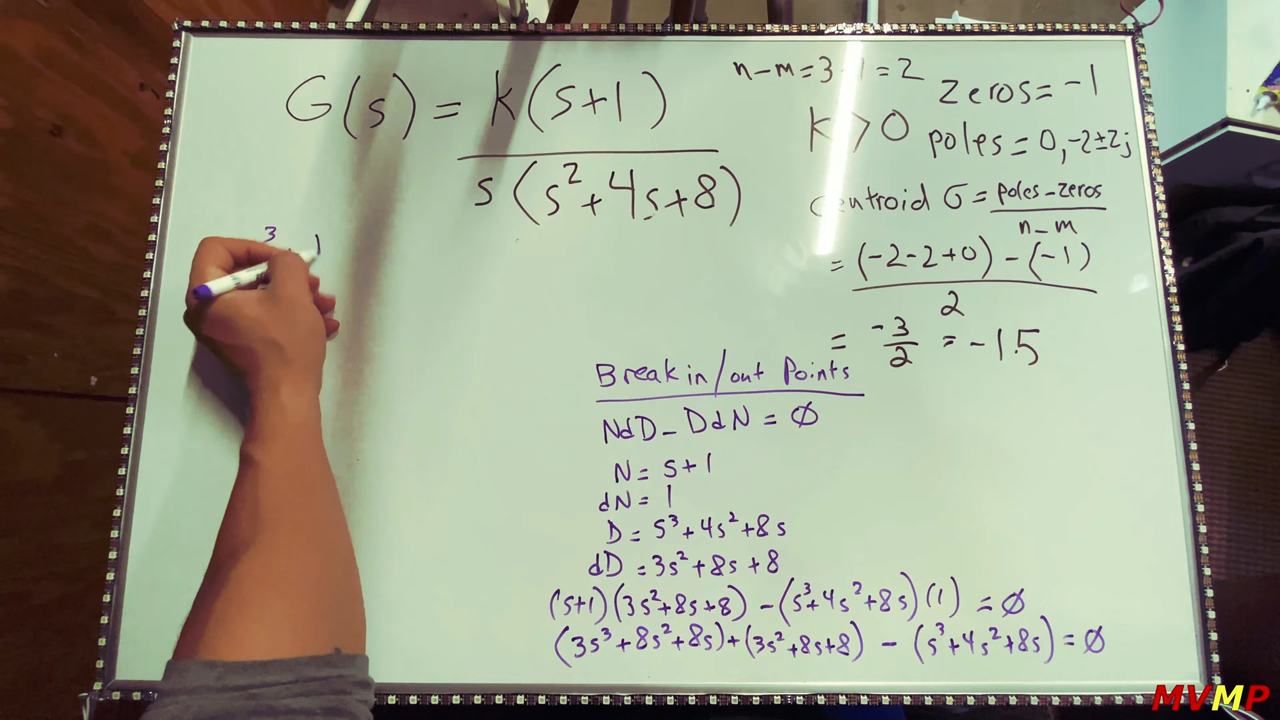 G(s) = k(s+1)
s(s²+4s+8)
n-m=3-1=2
k>0
zeros=-1
poles=0,-2±2j
centroid σ=poles-zeros
n-m
=(-2-2+0)-(-1)
2
= -3/2 = -1.5
3
1
Break in/out Points
NdD-DdN=∅
N=s+1
dN=1
D=s³+4s²+8s
dD=3s²+8s+8
(s+1)(3s²+8s+8)-(s³+4s²+8s)(1)=∅
(3s³+8s²+8s)+(3s²+8s+8)-(s³+4s²+8s)=∅
MVMP